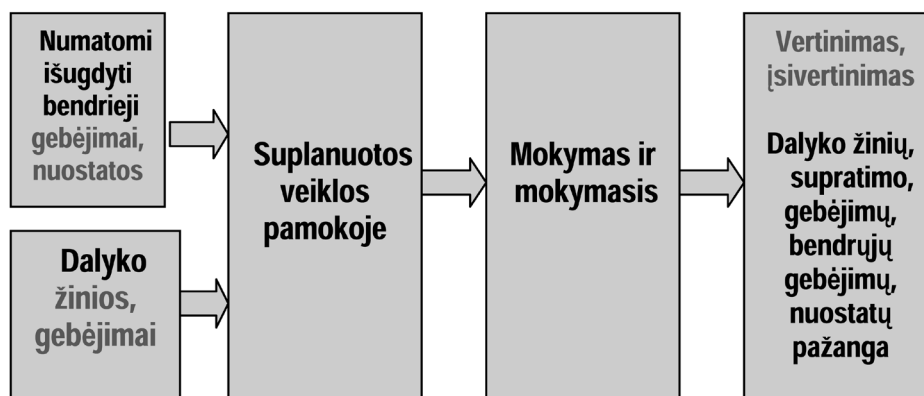 Numatomi
išugdyti
bendrieji
gebėjimai,
nuostatos
Dalyko
žinios,
gebėjimai
Suplanuotos
veiklos
pamokoje
Mokymas ir
mokymasis
Vertinimas,
įsivertinimas
Dalyko žinių,
supratimo,
gebėjimų,
bendrųjų
gebėjimų,
nuostatų
pažanga